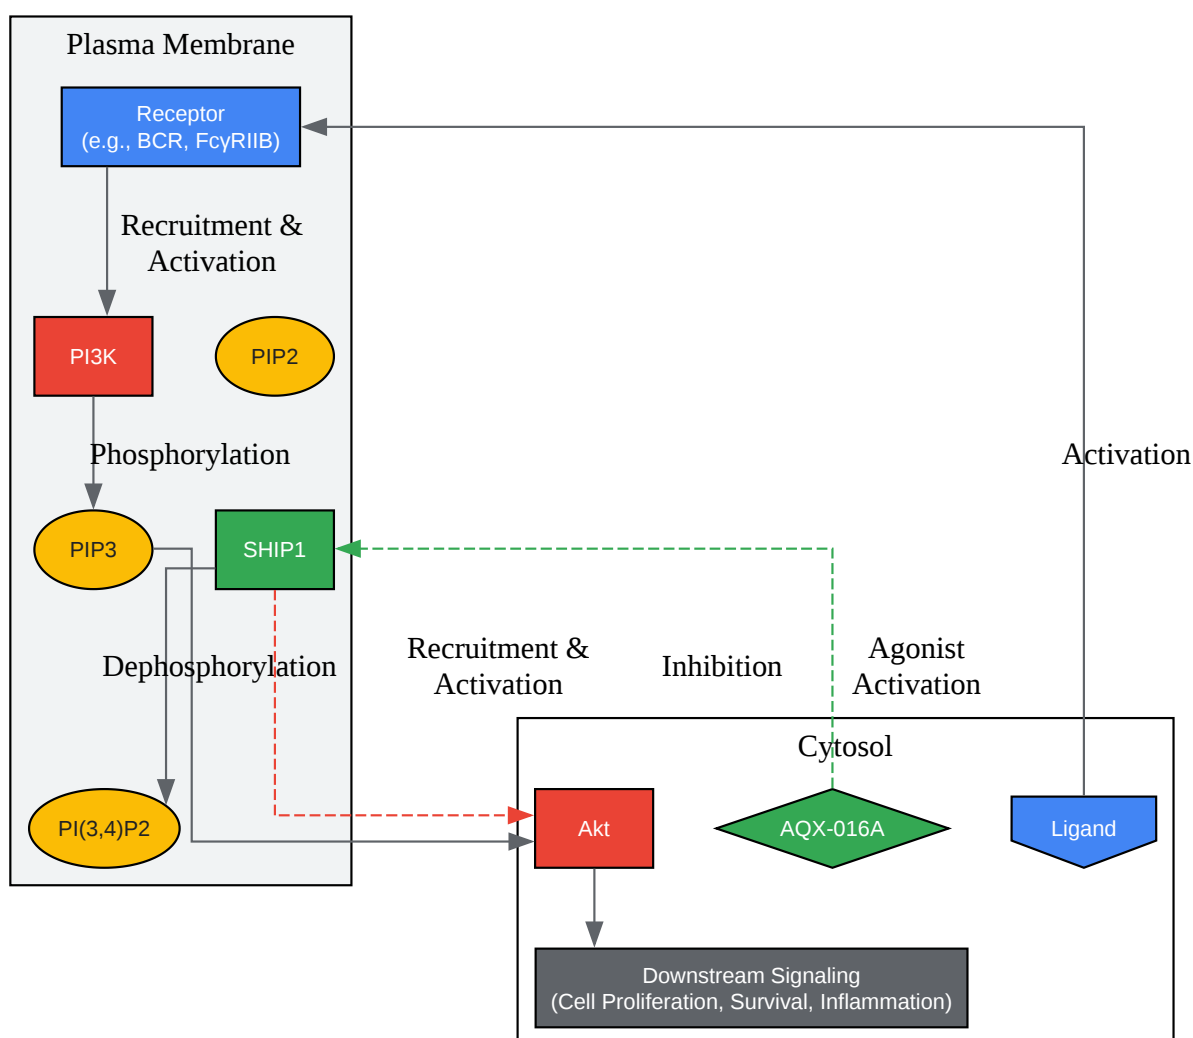 Plasma Membrane
Receptor
(e.g., BCR, FcγRIIB)
Recruitment &
Activation
PI3K
PIP2
Phosphorylation
Activation
PIP3
SHIP1
Dephosphorylation
Recruitment &
Activation
Inhibition
Agonist
Activation
Cytosol
PI(3,4)P2
Akt
AQX-016A
Ligand
Downstream Signaling
(Cell Proliferation, Survival, Inflammation)